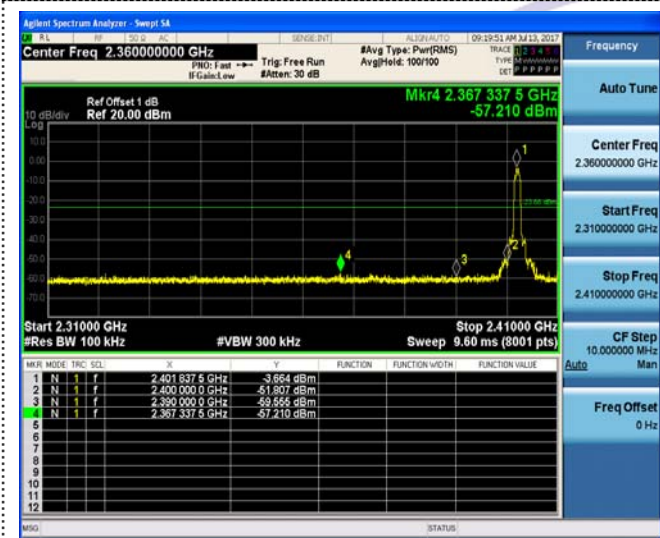 Agilent Spectrum Analyzer - Swept SA
RL RF 50 Ω AC SENSE:INT ALIGNAUTO 09:19:51 AM Jul 13, 2017
Center Freq 2.360000000 GHz
PNO: Fast
IFGain:Low
Trig: Free Run
#Atten: 30 dB
#Avg Type: Pwr(RMS)
Avg|Hold: 100/100
TRACE 1 2 3 4 5 6
TYPE
DET P P P P P P
Frequency
Auto Tune
Center Freq
2.360000000 GHz
Start Freq
2.310000000 GHz
Stop Freq
2.410000000 GHz
CF Step
10.000000 MHz
Auto Man
Freq Offset
0 Hz
Mkr4 2.367 337 5 GHz
-57.210 dBm
Ref Offset 1 dB
10 dB/div Ref 20.00 dBm
Log
10.0
0.00
-10.0
-20.0
-30.0
-40.0
-50.0
-60.0
-70.0
1
2
3
4
Start 2.31000 GHz Stop 2.41000 GHz
#Res BW 100 kHz #VBW 300 kHz Sweep 9.60 ms (8001 pts)
MKR MODE TRC SCL X Y FUNCTION FUNCTION WIDTH FUNCTION VALUE
1 N 1 f 2.401 837 5 GHz -3.664 dBm
2 N 1 f 2.400 000 0 GHz -51.807 dBm
3 N 1 f 2.390 000 0 GHz -59.555 dBm
4 N 1 f 2.367 337 5 GHz -57.210 dBm
5
6
7
8
9
10
11
12
MSG STATUS